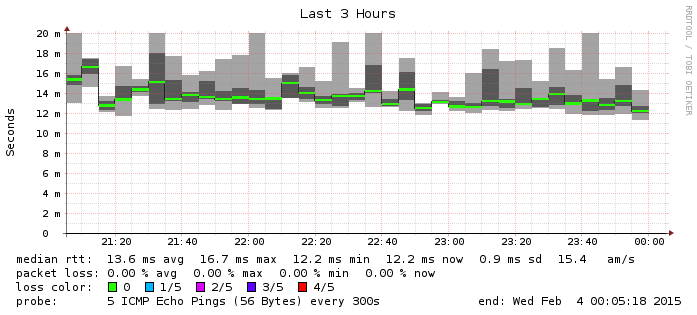 Last 3 Hours
RRDTOOL / TOBI OETIKER
Seconds
20 m
18 m
16 m
14 m
12 m
10 m
8 m
6 m
4 m
2 m
0
21:20 21:40 22:00 22:20 22:40 23:00 23:20 23:40 00:00
median rtt: 13.6 ms avg 16.7 ms max 12.2 ms min 12.2 ms now 0.9 ms sd 15.4 am/s
packet loss: 0.00 % avg 0.00 % max 0.00 % min 0.00 % now
loss color: 0 1/5 2/5 3/5 4/5
probe: 5 ICMP Echo Pings (56 Bytes) every 300s end: Wed Feb 4 00:05:18 2015